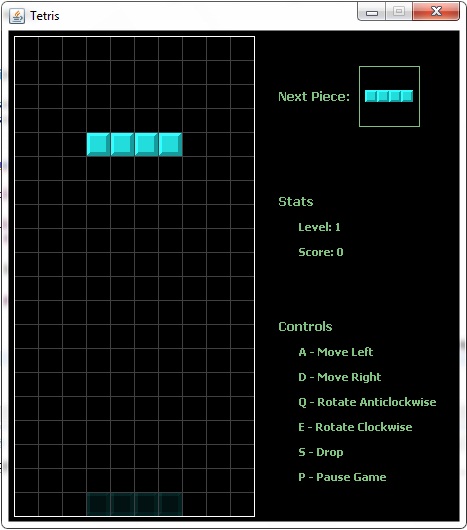 Tetris
Next Piece:
Stats
Level: 1
Score: 0
Controls
A - Move Left
D - Move Right
Q - Rotate Anticlockwise
E - Rotate Clockwise
S - Drop
P - Pause Game